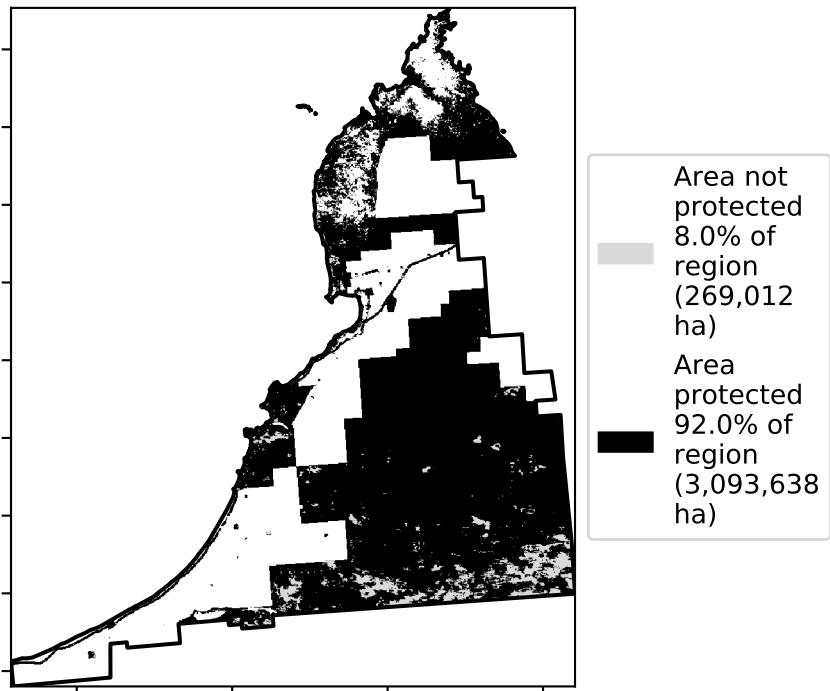 Area not
protected
8.0% of
region
(269,012
ha)
Area
protected
92.0% of
region
(3,093,638
ha)